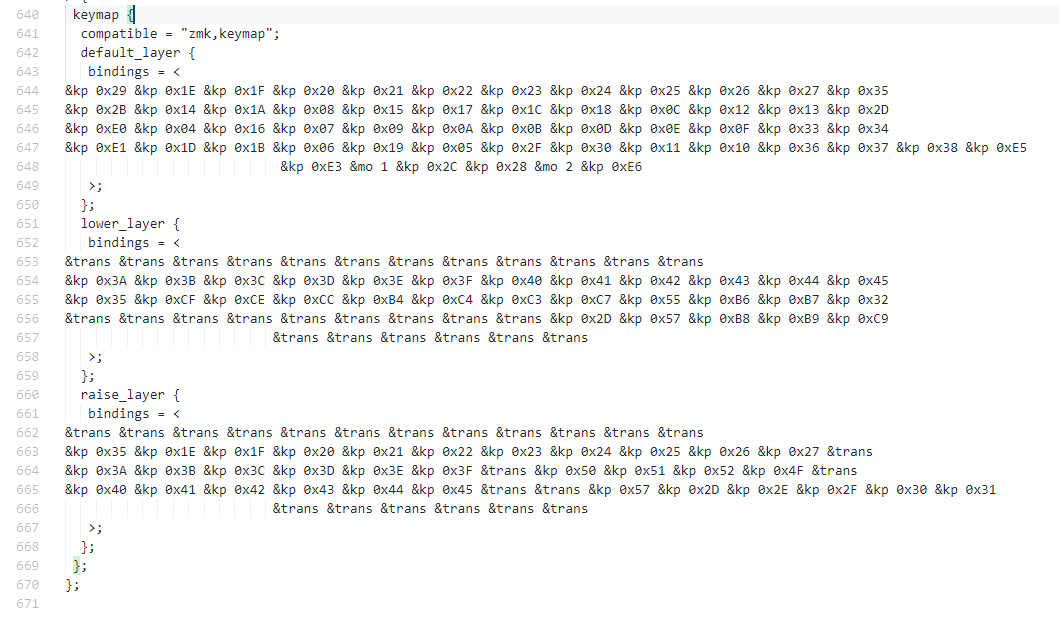 640 keymap {
641 compatible = "zmk,keymap";
642 default_layer {
643 bindings = <
644 &kp 0x29 &kp 0x1E &kp 0x1F &kp 0x20 &kp 0x21 &kp 0x22 &kp 0x23 &kp 0x24 &kp 0x25 &kp 0x26 &kp 0x27 &kp 0x35
645 &kp 0x2B &kp 0x14 &kp 0x1A &kp 0x08 &kp 0x15 &kp 0x17 &kp 0x1C &kp 0x18 &kp 0x0C &kp 0x12 &kp 0x13 &kp 0x2D
646 &kp 0xE0 &kp 0x04 &kp 0x16 &kp 0x07 &kp 0x09 &kp 0x0A &kp 0x0B &kp 0x0D &kp 0x0E &kp 0x0F &kp 0x33 &kp 0x34
647 &kp 0xE1 &kp 0x1D &kp 0x1B &kp 0x06 &kp 0x19 &kp 0x05 &kp 0x2F &kp 0x30 &kp 0x11 &kp 0x10 &kp 0x36 &kp 0x37 &kp 0x38 &kp 0xE5
648 &kp 0xE3 &mo 1 &kp 0x2C &kp 0x28 &mo 2 &kp 0xE6
649 >;
650 };
651 lower_layer {
652 bindings = <
653 &trans &trans &trans &trans &trans &trans &trans &trans &trans &trans &trans &trans
654 &kp 0x3A &kp 0x3B &kp 0x3C &kp 0x3D &kp 0x3E &kp 0x3F &kp 0x40 &kp 0x41 &kp 0x42 &kp 0x43 &kp 0x44 &kp 0x45
655 &kp 0x35 &kp 0xCF &kp 0xCE &kp 0xCC &kp 0xB4 &kp 0xC4 &kp 0xC3 &kp 0xC7 &kp 0x55 &kp 0xB6 &kp 0xB7 &kp 0x32
656 &trans &trans &trans &trans &trans &trans &trans &trans &trans &kp 0x2D &kp 0x57 &kp 0xB8 &kp 0xB9 &kp 0xC9
657 &trans &trans &trans &trans &trans &trans
658 >;
659 };
660 raise_layer {
661 bindings = <
662 &trans &trans &trans &trans &trans &trans &trans &trans &trans &trans &trans &trans
663 &kp 0x35 &kp 0x1E &kp 0x1F &kp 0x20 &kp 0x21 &kp 0x22 &kp 0x23 &kp 0x24 &kp 0x25 &kp 0x26 &kp 0x27 &trans
664 &kp 0x3A &kp 0x3B &kp 0x3C &kp 0x3D &kp 0x3E &kp 0x3F &trans &kp 0x50 &kp 0x51 &kp 0x52 &kp 0x4F &trans
665 &kp 0x40 &kp 0x41 &kp 0x42 &kp 0x43 &kp 0x44 &kp 0x45 &trans &trans &kp 0x57 &kp 0x2D &kp 0x2E &kp 0x2F &kp 0x30 &kp 0x31
666 &trans &trans &trans &trans &trans &trans
667 >;
668 };
669 };
670 };
671